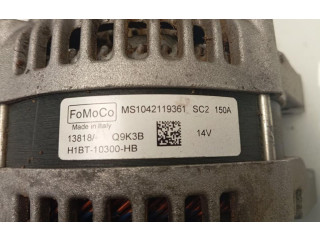 FoMoCo
Made in Italy
MS1042119361 SC2 150A
13818/ Q9K3B
14V
H1BT-10300-HB